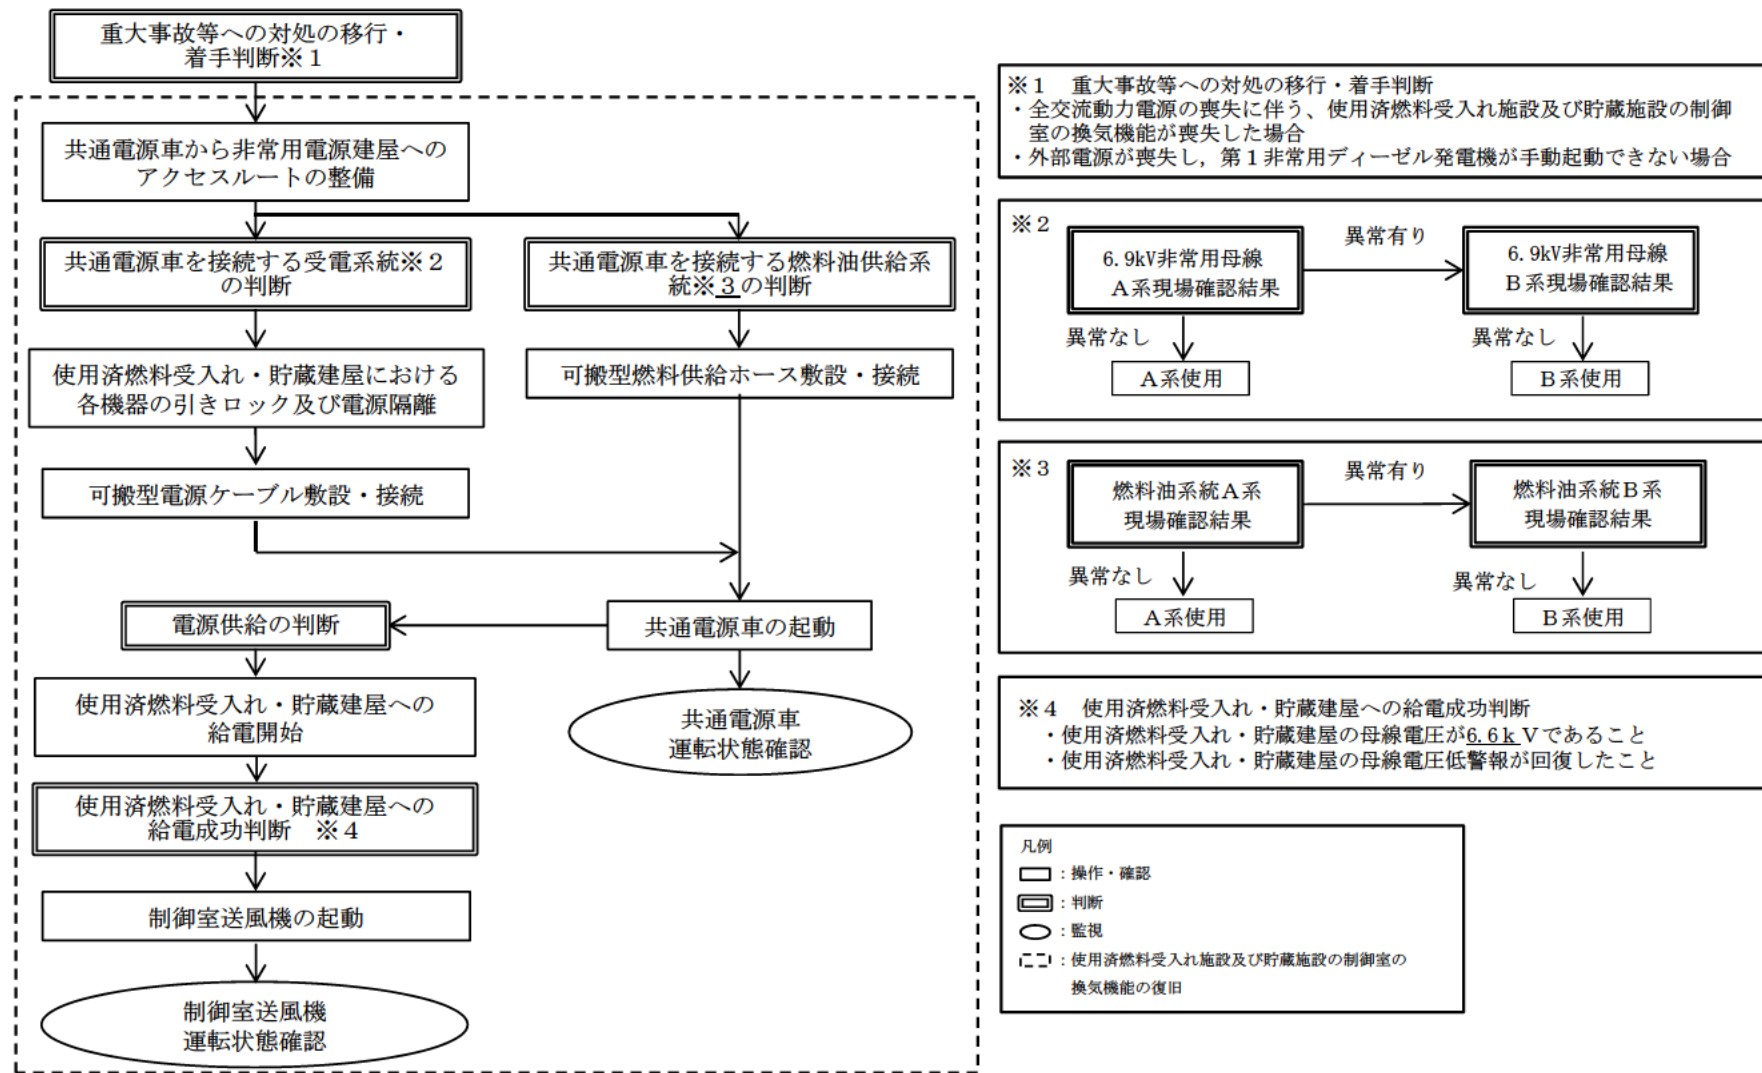 重大事故等への対処の移行・
着手判断※１
共通電源車から非常用電源建屋への
アクセスルートの整備
共通電源車を接続する受電系統※２
の判断
共通電源車を接続する燃料油供給系
統※３の判断
使用済燃料受入れ・貯蔵建屋における
各機器の引きロック及び電源隔離
可搬型燃料供給ホース敷設・接続
可搬型電源ケーブル敷設・接続
電源供給の判断
共通電源車の起動
使用済燃料受入れ・貯蔵建屋への
給電開始
共通電源車
運転状態確認
使用済燃料受入れ・貯蔵建屋への
給電成功判断　※４
制御室送風機の起動
制御室送風機
運転状態確認
※１　重大事故等への対処の移行・着手判断
・全交流動力電源の喪失に伴う、使用済燃料受入れ施設及び貯蔵施設の制御
室の換気機能が喪失した場合
・外部電源が喪失し，第１非常用ディーゼル発電機が手動起動できない場合
※２
6.9kV非常用母線
Ａ系現場確認結果
異常有り
6.9kV非常用母線
Ｂ系現場確認結果
異常なし
異常なし
Ａ系使用
Ｂ系使用
※３
燃料油系統Ａ系
現場確認結果
異常有り
燃料油系統Ｂ系
現場確認結果
異常なし
異常なし
Ａ系使用
Ｂ系使用
※４　使用済燃料受入れ・貯蔵建屋への給電成功判断
・使用済燃料受入れ・貯蔵建屋の母線電圧が6.6ｋＶであること
・使用済燃料受入れ・貯蔵建屋の母線電圧低警報が回復したこと
凡例
：操作・確認
：判断
：監視
：使用済燃料受入れ施設及び貯蔵施設の制御室の
換気機能の復旧